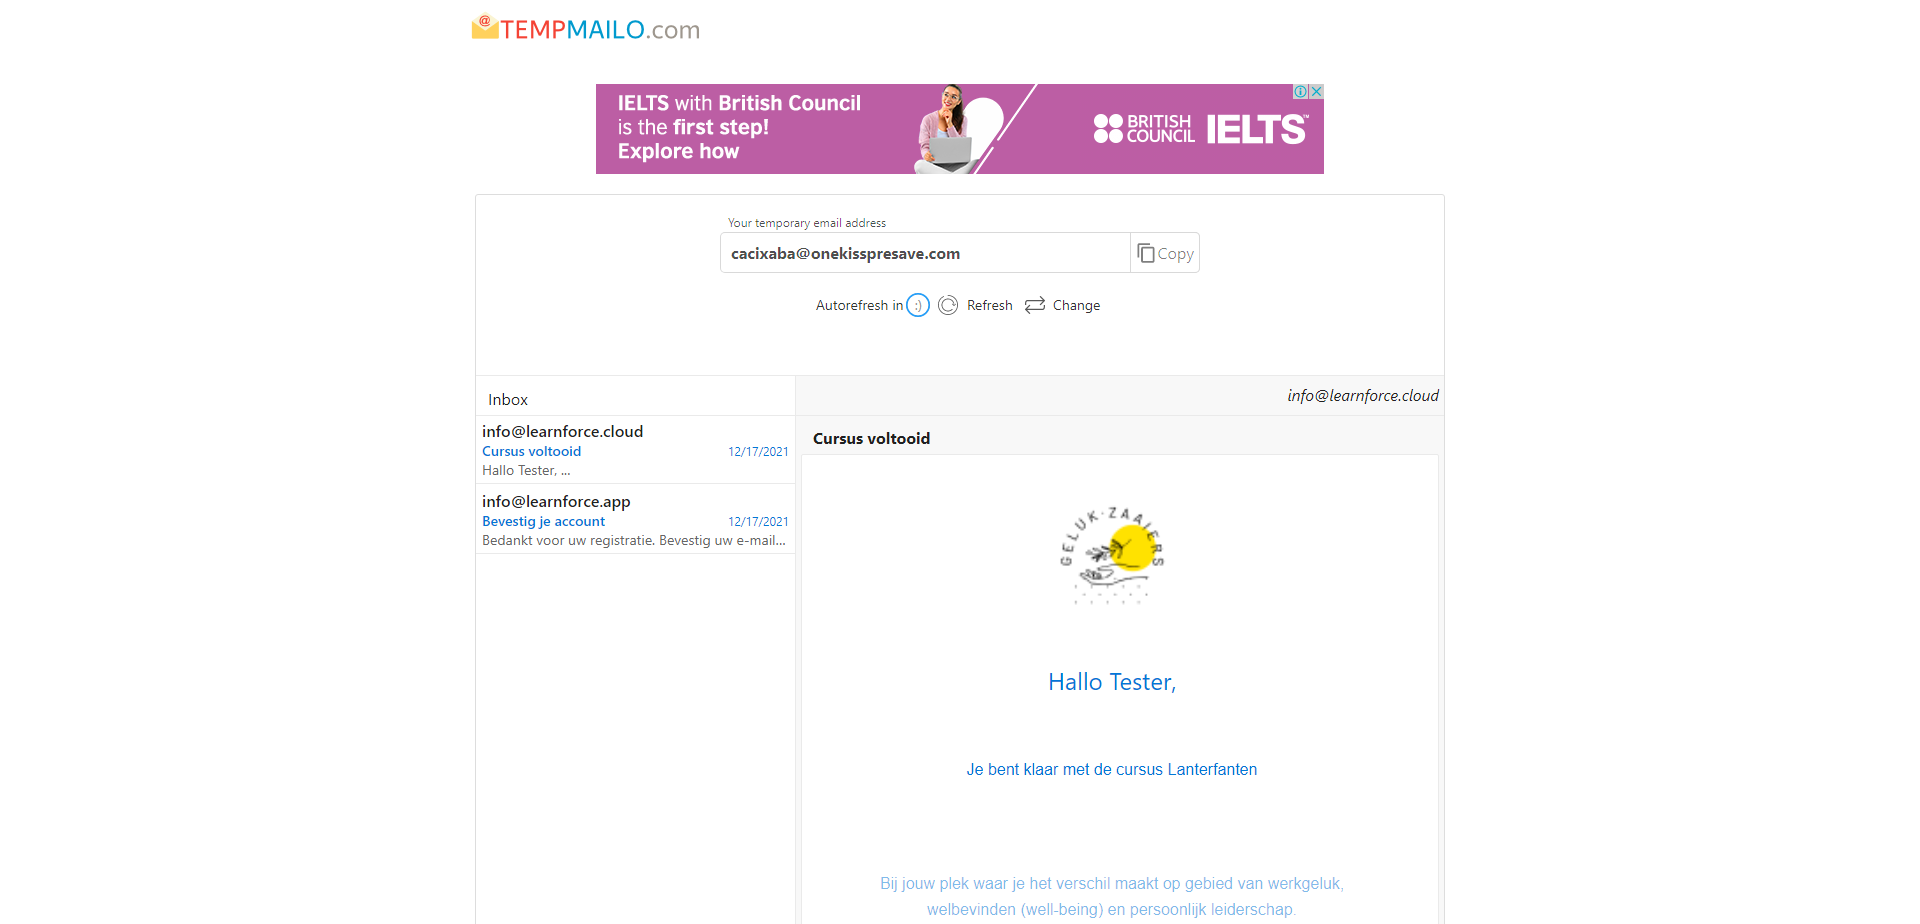 TEMPMAILO.com
IELTS with British Council
is the first step!
Explore how
BRITISH
COUNCIL
IELTS™
Your temporary email address
cacixaba@onekisspresave.com
Copy
Autorefresh in :) Refresh Change
Inbox
info@learnforce.cloud
info@learnforce.cloud
Cursus voltooid 12/17/2021
Hallo Tester, ...
info@learnforce.app
Bevestig je account 12/17/2021
Bedankt voor uw registratie. Bevestig uw e-mail...
Cursus voltooid
GELUK·ZAAIERS
Hallo Tester,
Je bent klaar met de cursus Lanterfanten
Bij jouw plek waar je het verschil maakt op gebied van werkgeluk,
welbevinden (well-being) en persoonlijk leiderschap.